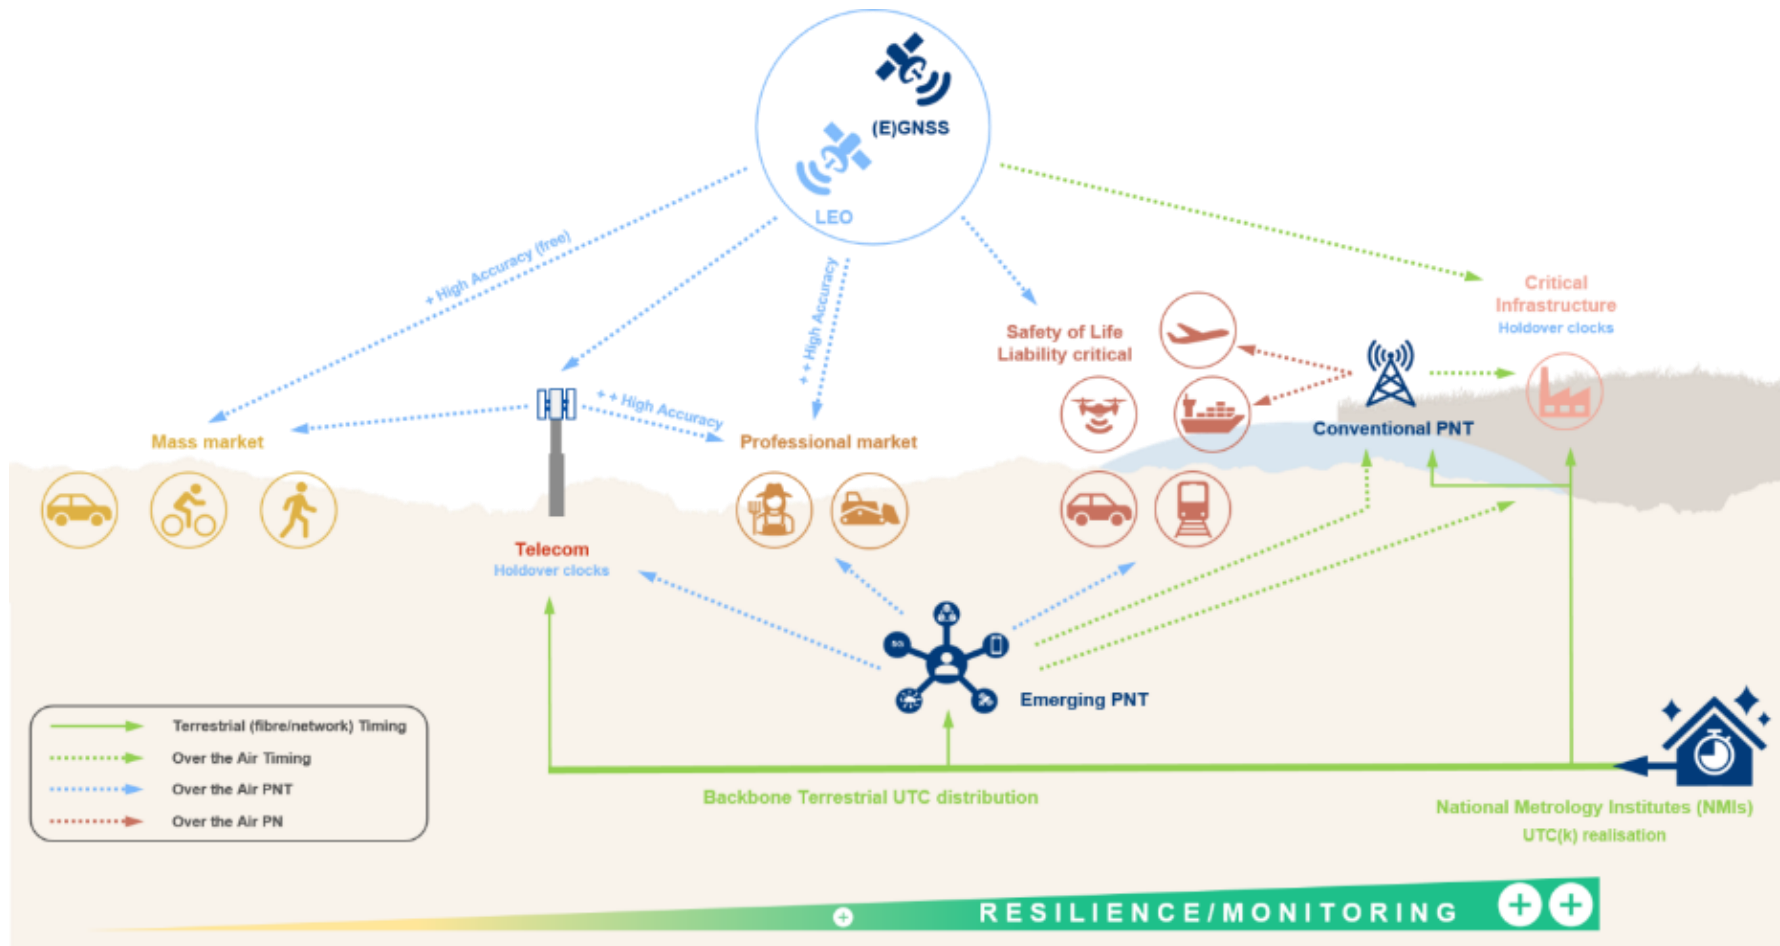 (E)GNSS
LEO
+ High Accuracy (free)
+ + High Accuracy
+ + High Accuracy
Critical
Infrastructure
Holdover clocks
Safety of Life
Liability critical
Conventional PNT
Mass market
Professional market
Telecom
Holdover clocks
5G
Emerging PNT
Terrestrial (fibre/network) Timing
Over the Air Timing
Over the Air PNT
Over the Air PN
Backbone Terrestrial UTC distribution
National Metrology Institutes (NMIs)
UTC(k) realisation
RESILIENCE/MONITORING